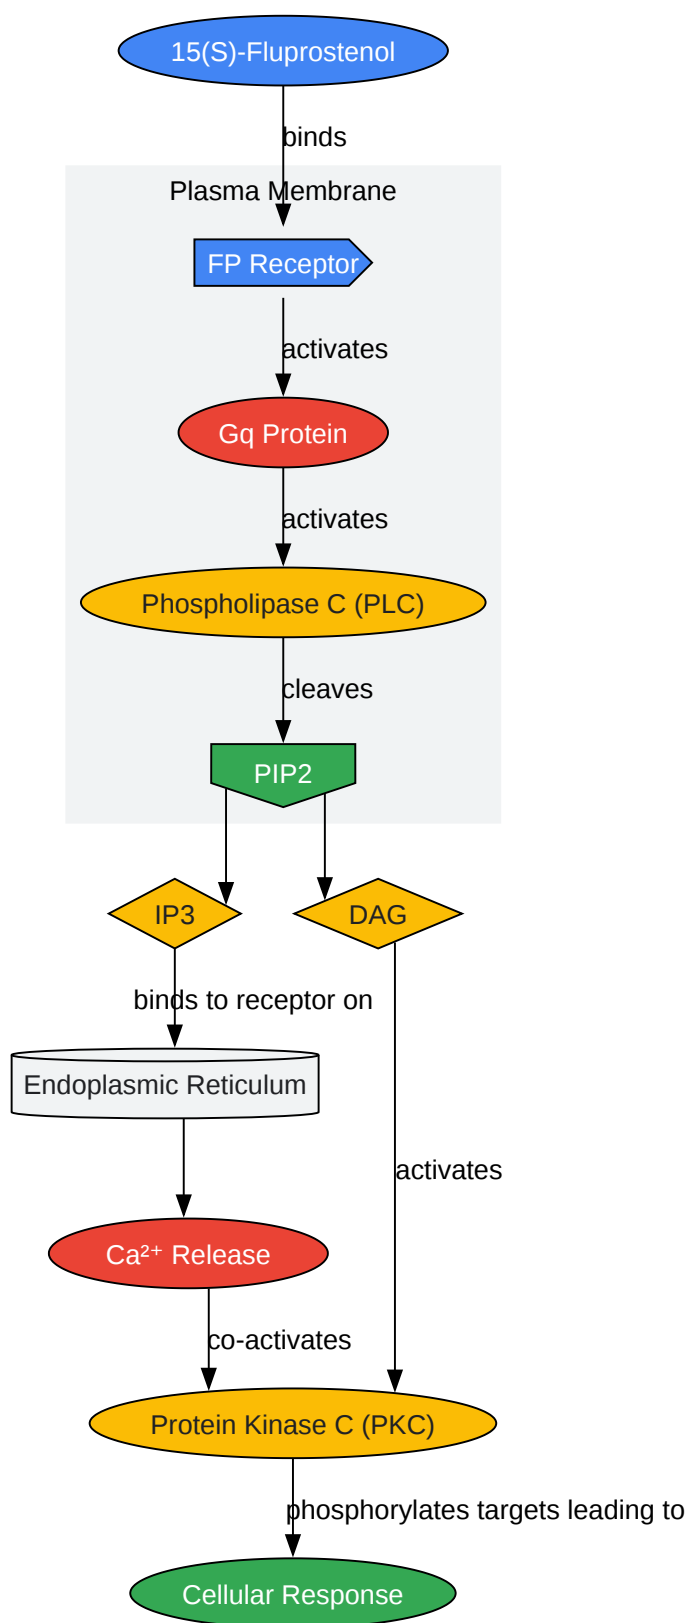 15(S)-Fluprostenol
binds
Plasma Membrane
FP Receptor
activates
Gq Protein
activates
Phospholipase C (PLC)
cleaves
PIP2
IP3
DAG
binds to receptor on
Endoplasmic Reticulum
activates
Ca²⁺ Release
co-activates
Protein Kinase C (PKC)
phosphorylates targets leading to
Cellular Response